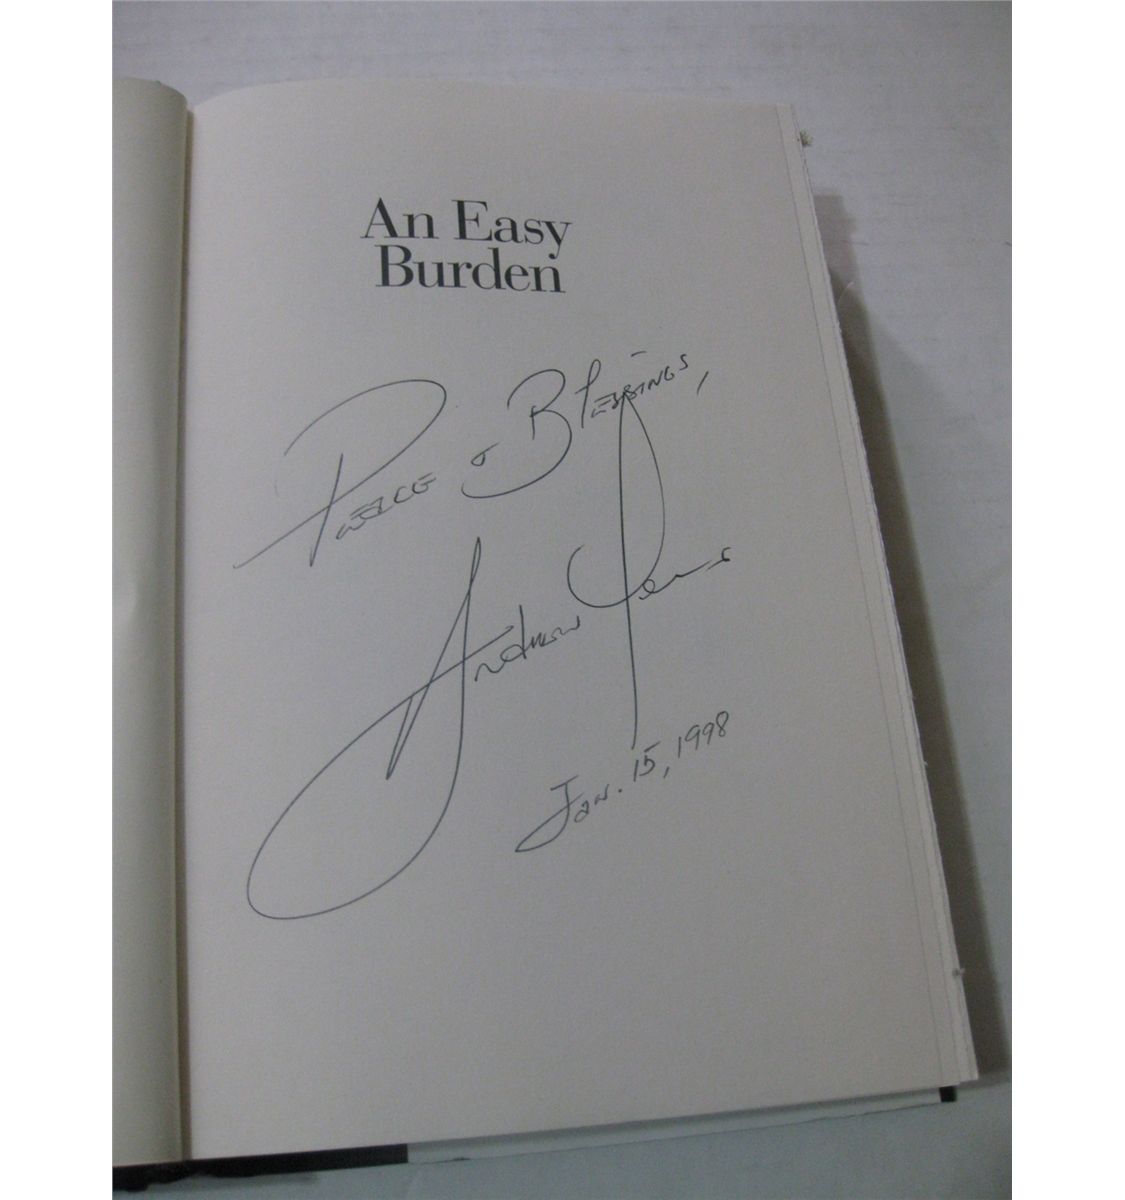 An Easy
Burden
Peace & Blessings,
Andrew Young
Jan. 15, 1998